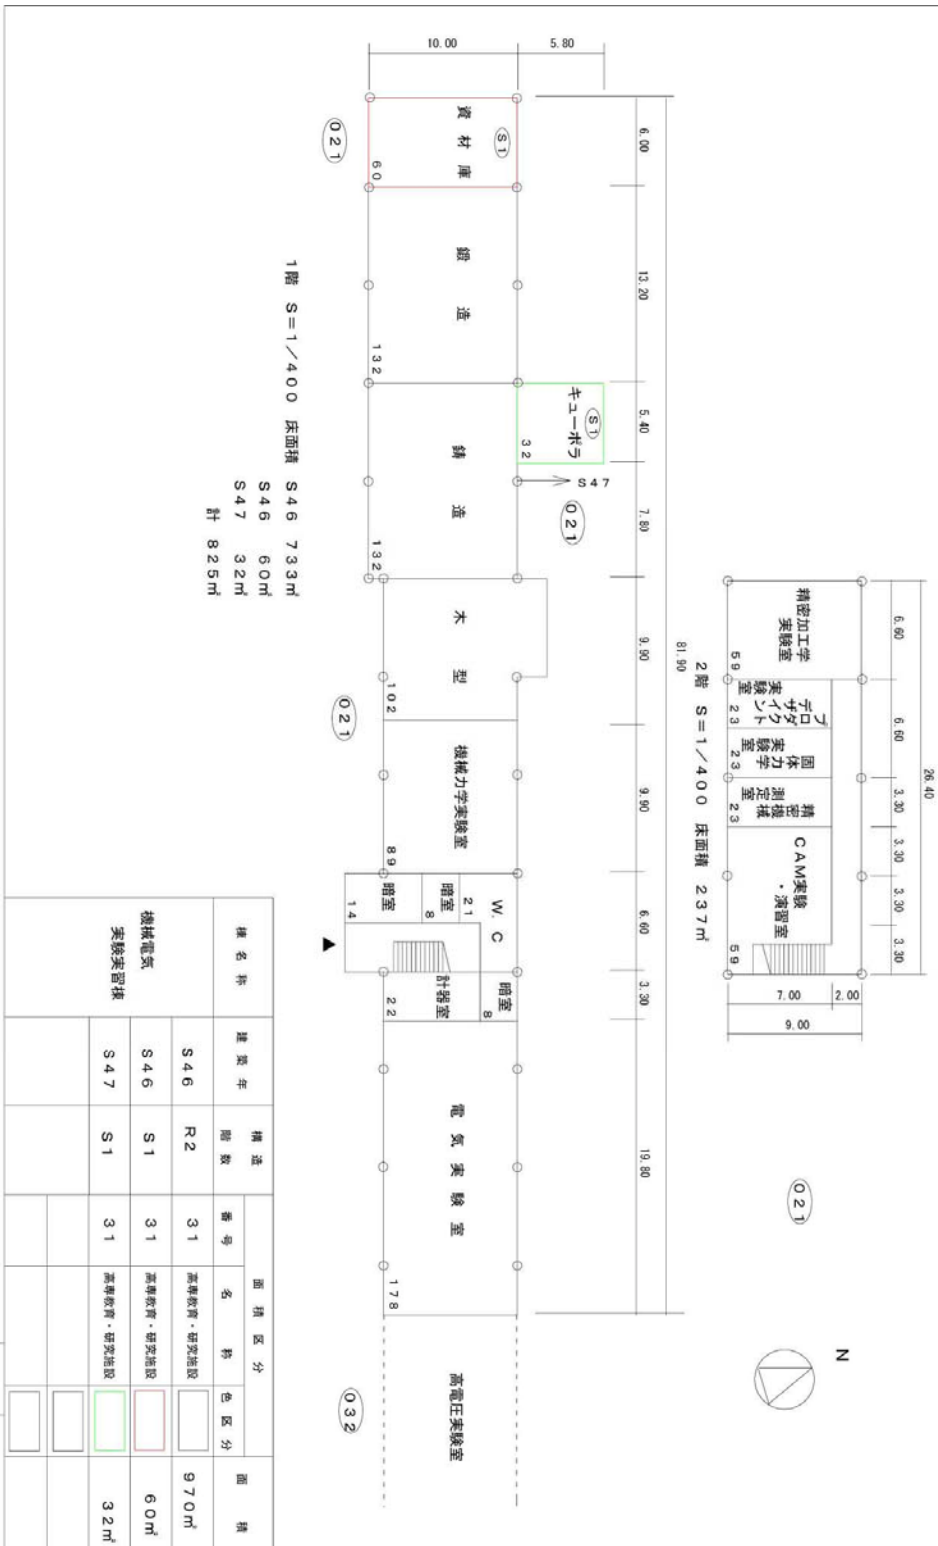 10.00
5.80
6.00
13.20
5.40
7.80
9.90
9.90
6.60
3.30
19.80
81.90
021
資材庫
S1
60
鍛造
132
キューポラ
S1
32
S47
021
鋳造
132
木型
102
021
機械力学実験室
89
W.C
21
暗室
8
暗室
14
暗室
8
計器室
22
電気実験室
178
高電圧実験室
032
1階 S=1/400 床面積 S46 733㎡
S46 60㎡
S47 32㎡
計 825㎡
26.40
6.60
6.60
3.30
3.30
3.30
3.30
精密加工学
実験室
59
プロダクト
デザイン
実験室
23
固体力学
実験室
23
精密機械
測定室
23
CAM実験
・演習室
59
7.00
2.00
9.00
2階 S=1/400 床面積 237㎡
021
N
棟名称
建築年
構造
階数
面積区分
番号
名称
色区分
面積
機械電気
実験実習棟
S46 R2 31 高専教育・研究施設 970㎡
S46 S1 31 高専教育・研究施設 60㎡
S47 S1 31 高専教育・研究施設 32㎡